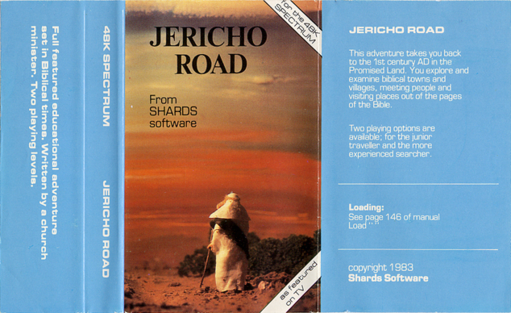 Full featured educational adventure
set in Biblical times. Written by a church
minister. Two playing levels.
48K SPECTRUM
JERICHO ROAD
for the 48K
SPECTRUM
JERICHO
ROAD
From
SHARDS
software
as featured
on TV
JERICHO ROAD
This adventure takes you back
to the 1st century AD in the
Promised Land. You explore and
examine biblical towns and
villages, meeting people and
visiting places out of the pages
of the Bible.
Two playing options are
available; for the junior
traveller and the more
experienced searcher.
Loading:
See page 146 of manual
Load " "
copyright 1983
Shards Software